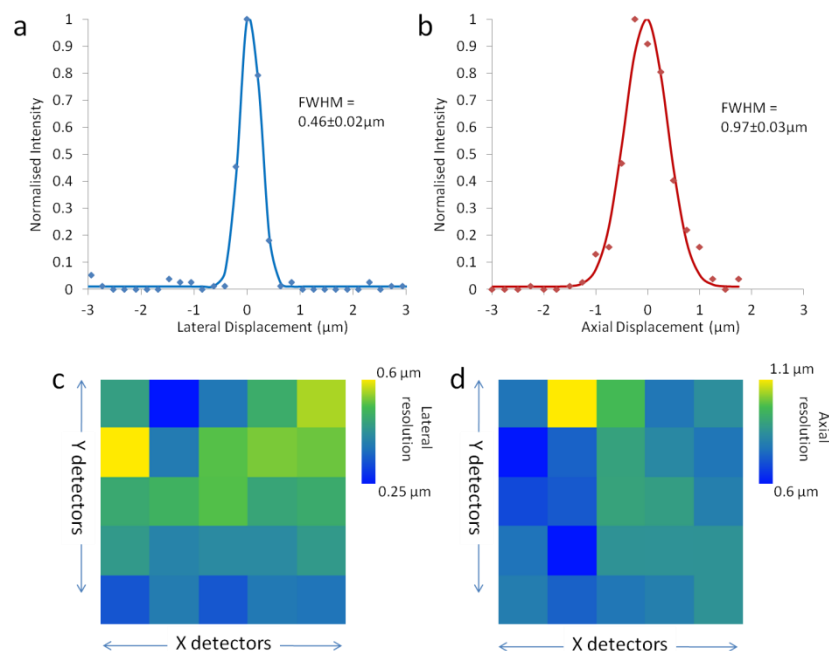 a
1
0.9
0.8
0.7
0.6
0.5
0.4
0.3
0.2
0.1
0
Normalised Intensity
FWHM =
0.46±0.02µm
-3 -2 -1 0 1 2 3
Lateral Displacement (µm)
b
1
0.9
0.8
0.7
0.6
0.5
0.4
0.3
0.2
0.1
0
Normalised Intensity
FWHM =
0.97±0.03µm
-3 -2 -1 0 1 2 3
Axial Displacement (µm)
c
Y detectors
X detectors
0.6 µm
Lateral
resolution
0.25 µm
d
Y detectors
X detectors
1.1 µm
Axial
resolution
0.6 µm